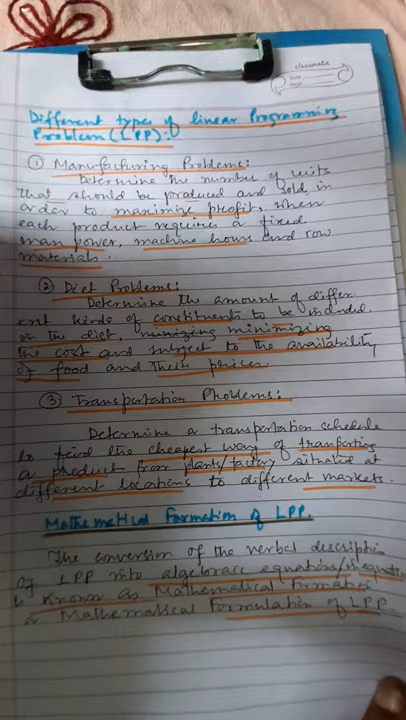 classmate
Date
Page
Different types of linear Programming
Problem (LPP):
① Manufacturing Problems:
Determine the number of units
that should be produced and sold in
order to maximize profit, when
each product requires a fixed
man power, machine hours and raw
materials.
② Diet Problems:
Determine the amount of differ
ent kinds of constituents to be included
in the diet, minimizing
the cost and subject to the availability
of food and their prices.
③ Transportation Problems:
Determine a transportation schedule
to find the cheapest way of tranporting
a product from plants/factory situated at
different locations to different markets.
Mathematical Formation of LPP.
The conversion of the verbal description
of LPP into algebraic equations/
is known as Mathematical
a Mathematical Formulation of LPP.